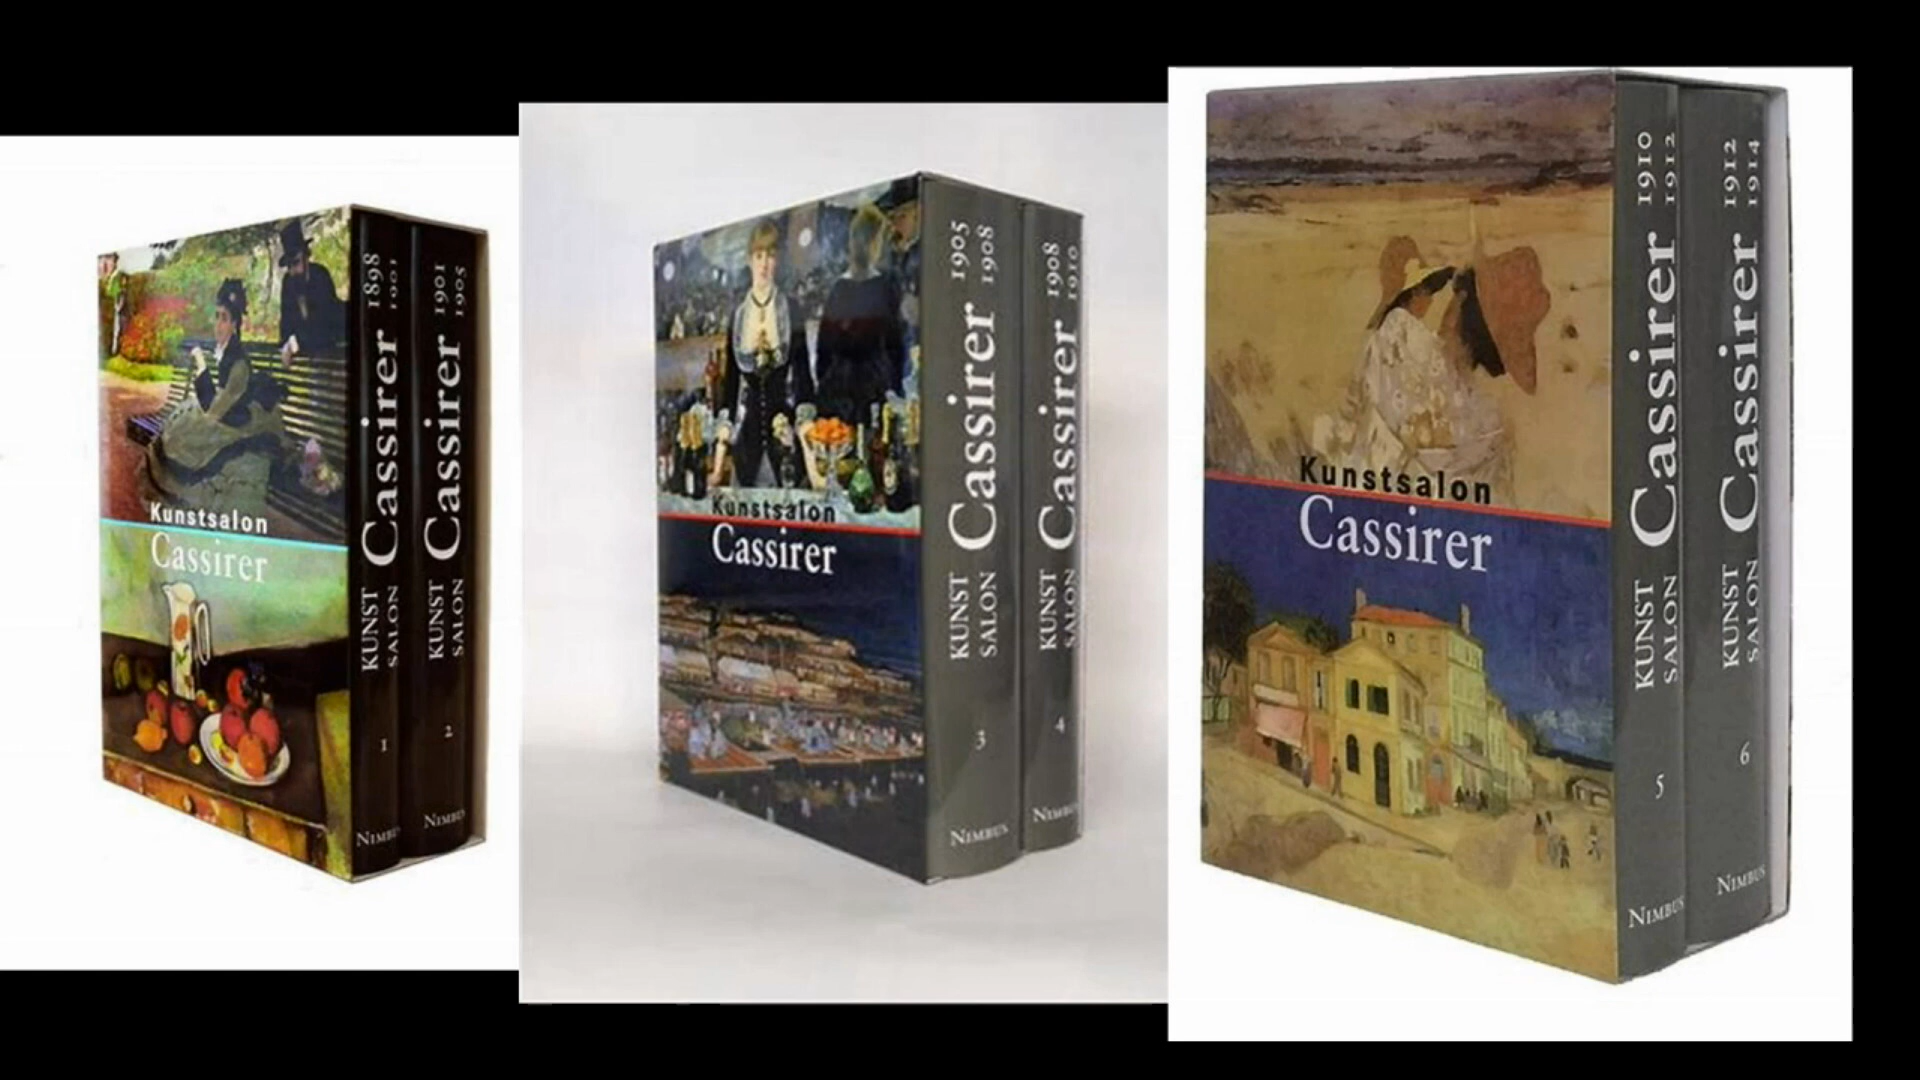 Kunstsalon
Cassirer
KUNST
SALON
Cassirer
1898
1901
1
NIMBUS
KUNST
SALON
Cassirer
1901
1905
2
NIMBUS
Kunstsalon
Cassirer
KUNST
SALON
Cassirer
1905
1908
3
NIMBUS
KUNST
SALON
Cassirer
1908
1910
4
NIMBUS
Kunstsalon
Cassirer
KUNST
SALON
Cassirer
1910
1912
5
NIMBUS
KUNST
SALON
Cassirer
1912
1914
6
NIMBUS